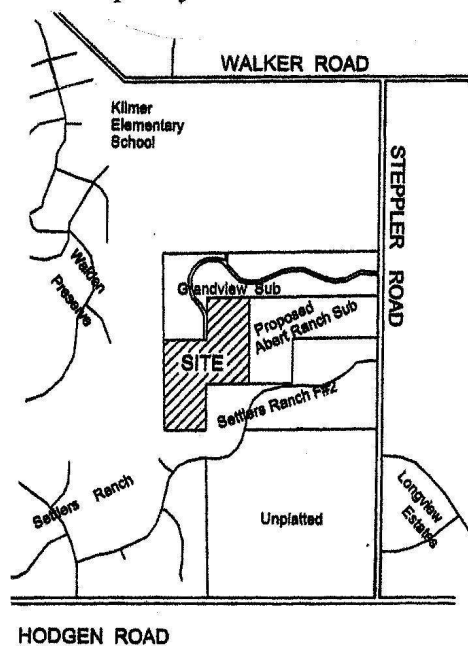 WALKER ROAD
Kilmer
Elementary
School
STEPPLER ROAD
Walden
Preserve
Grandview Sub
Proposed
Abert Ranch Sub
SITE
Settlers Ranch F#2
Settlers Ranch
Unplatted
Longview
Estates
HODGEN ROAD